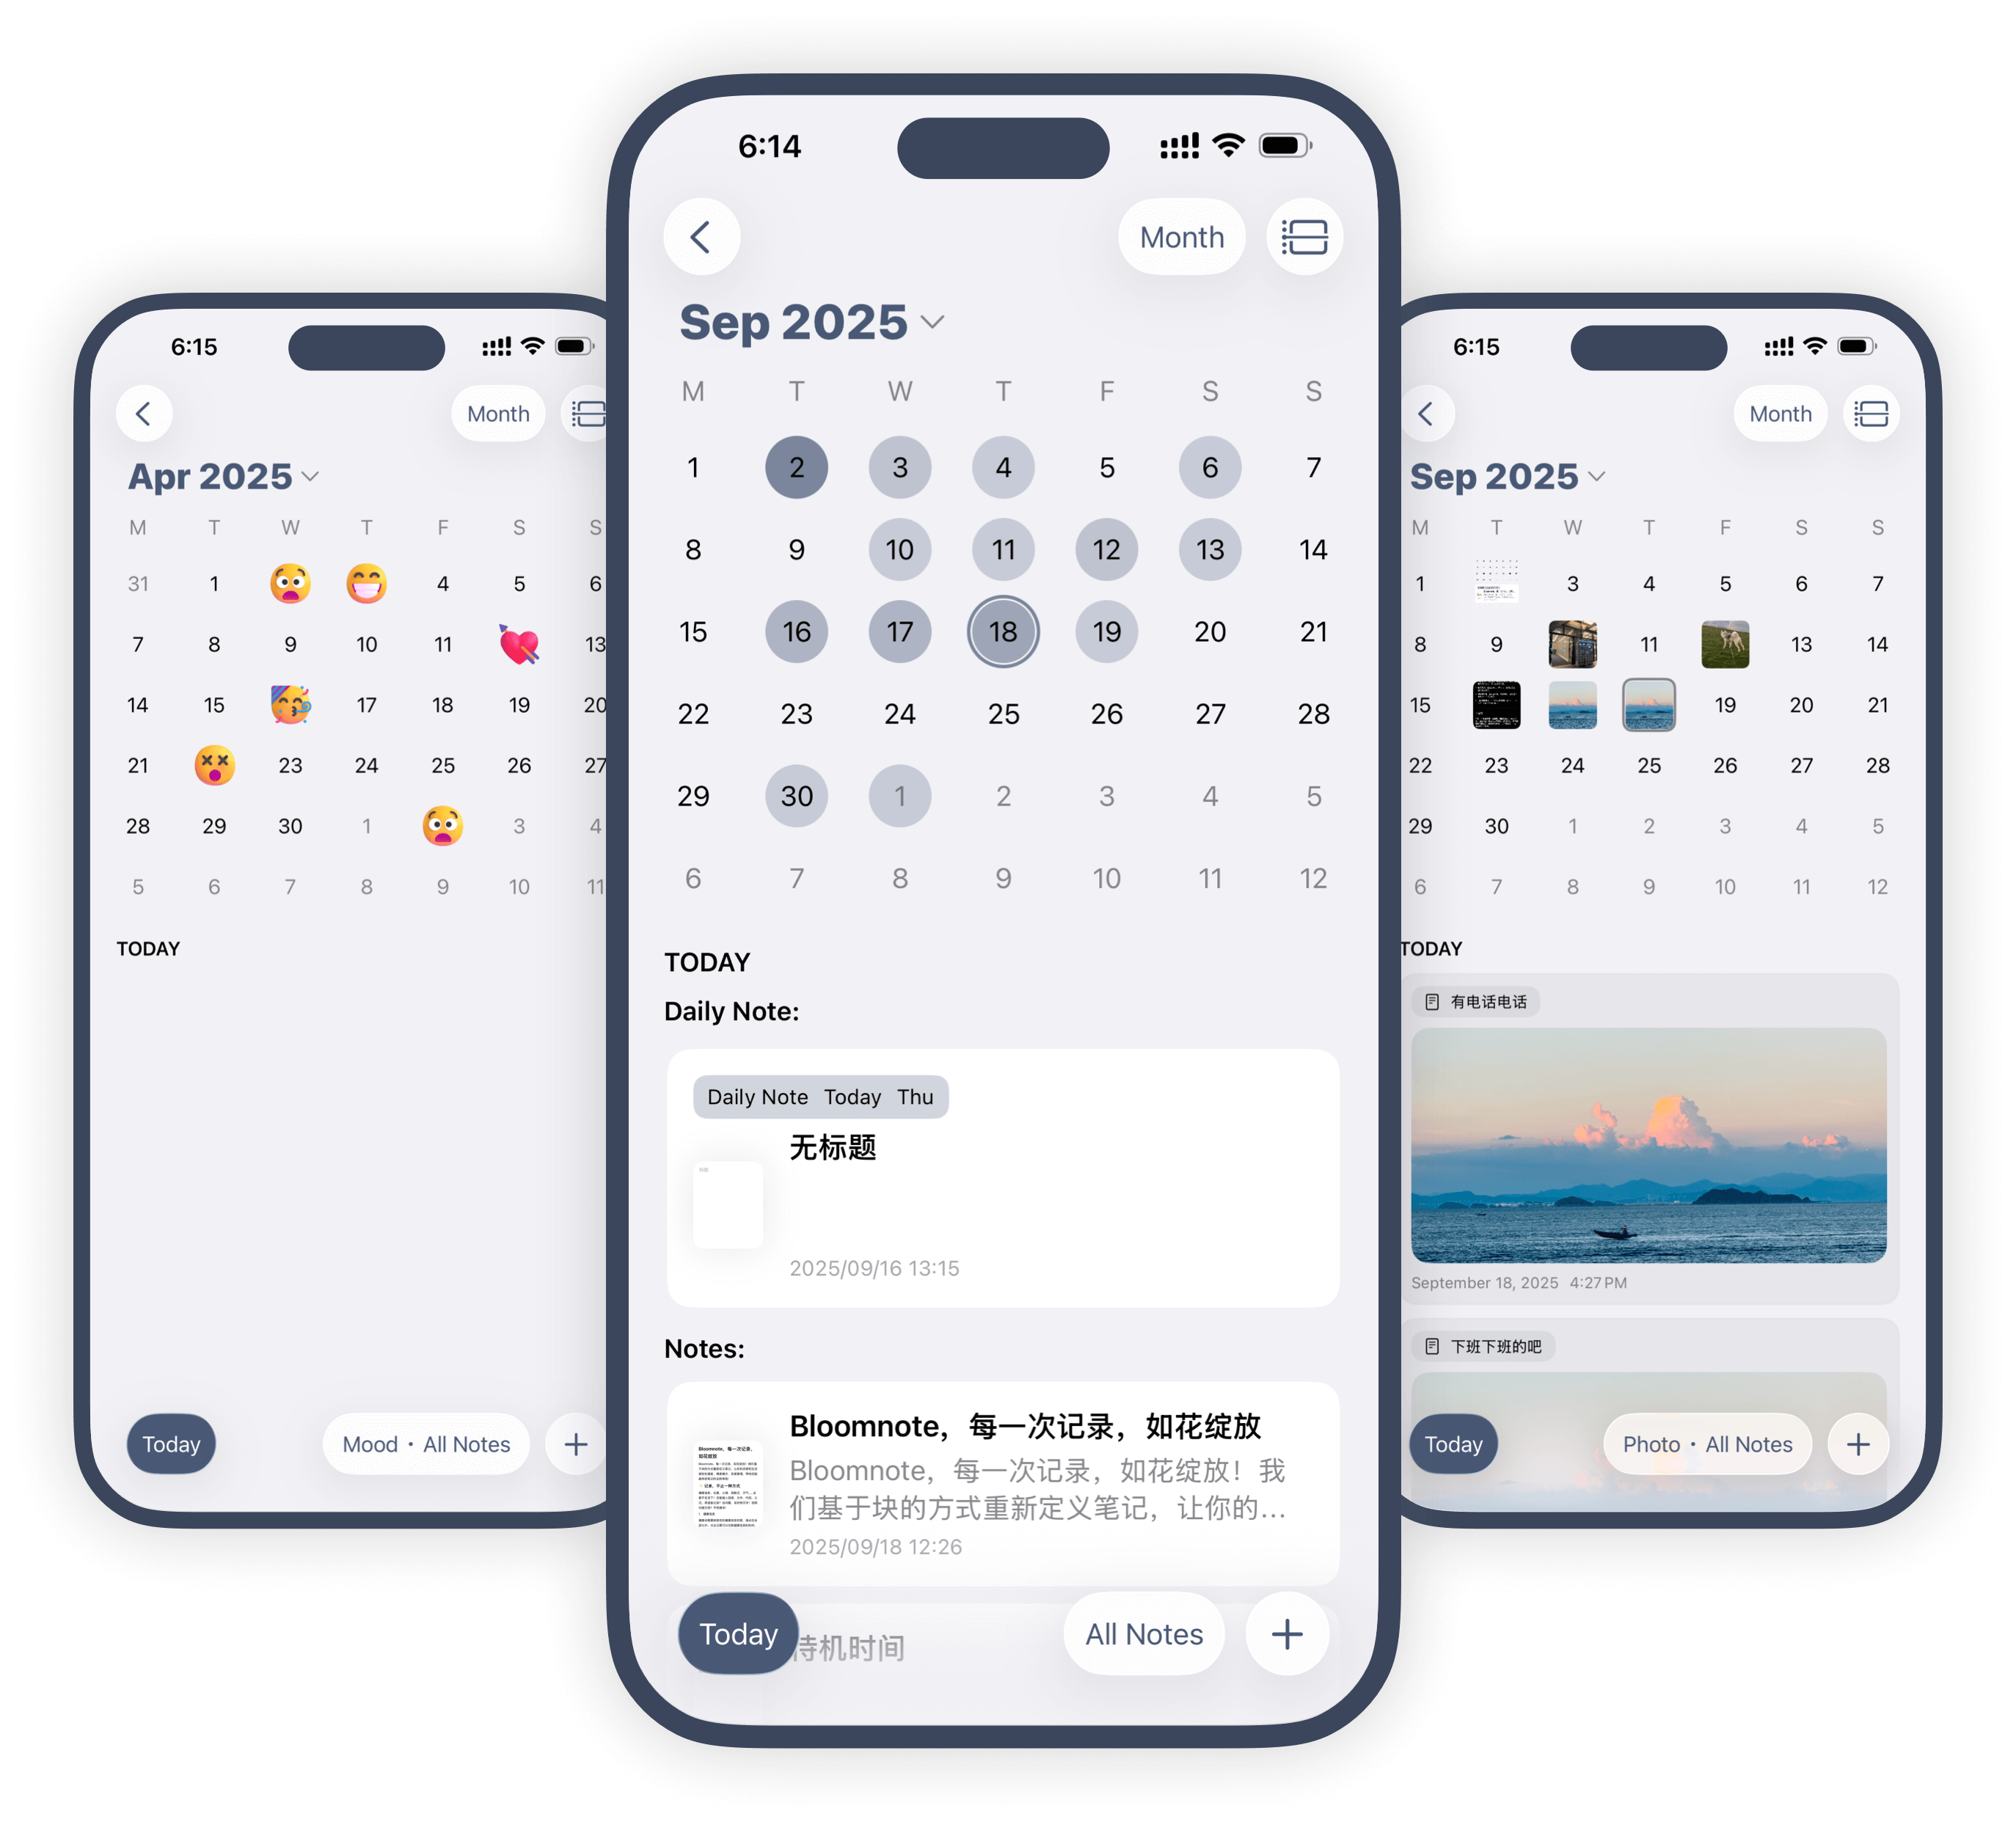 6:15
Month
Apr 2025
M T W T F S S
31 1 4 5 6
7 8 9 10 11 13
14 15 17 18 19 20
21 23 24 25 26 27
28 29 30 1 3 4
5 6 7 8 9 10 11
TODAY
Today
Mood · All Notes
6:14
Month
Sep 2025
M T W T F S S
1 2 3 4 5 6 7
8 9 10 11 12 13 14
15 16 17 18 19 20 21
22 23 24 25 26 27 28
29 30 1 2 3 4 5
6 7 8 9 10 11 12
TODAY
Daily Note:
Daily Note Today Thu
无标题
2025/09/16 13:15
Notes:
Bloomnote，每一次记录，如花绽放
Bloomnote，每一次记录，如花绽放！我
们基于块的方式重新定义笔记，让你的...
2025/09/18 12:26
待机时间
Today
All Notes
6:15
Month
Sep 2025
M T W T F S S
1 3 4 5 6 7
8 9 11 13 14
15 19 20 21
22 23 24 25 26 27 28
29 30 1 2 3 4 5
6 7 8 9 10 11 12
TODAY
有电话电话
September 18, 2025 4:27 PM
下班下班的吧
Today
Photo · All Notes